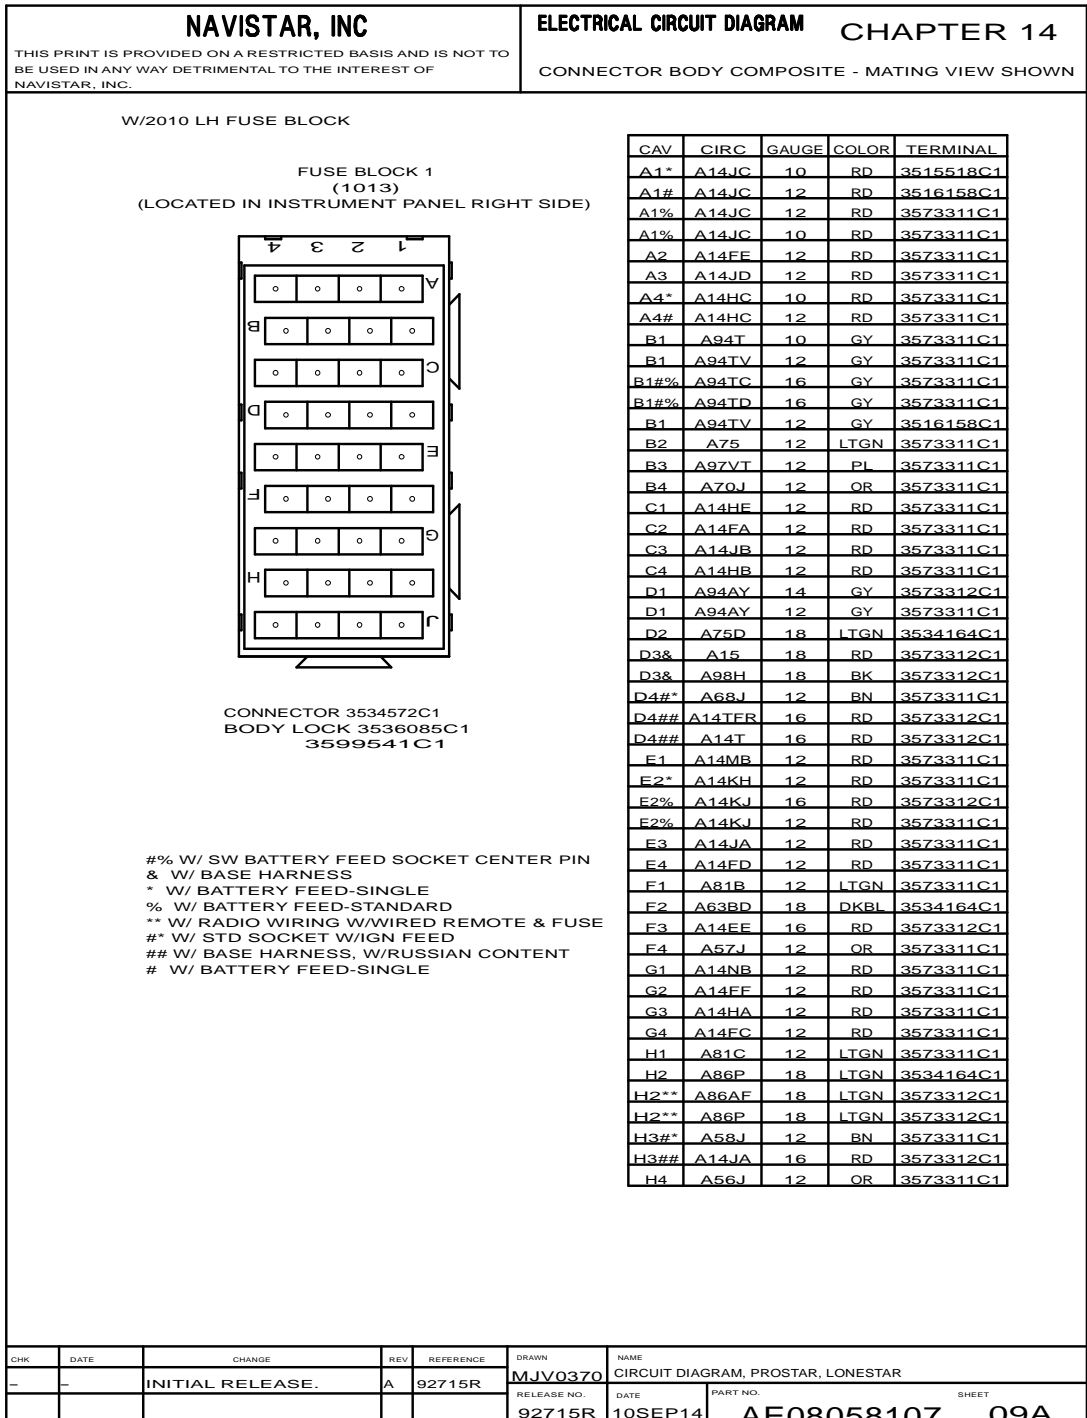 NAVISTAR, INC
THIS PRINT IS PROVIDED ON A RESTRICTED BASIS AND IS NOT TO
BE USED IN ANY WAY DETRIMENTAL TO THE INTEREST OF
NAVISTAR, INC.
ELECTRICAL CIRCUIT DIAGRAM CHAPTER 14
CONNECTOR BODY COMPOSITE - MATING VIEW SHOWN
W/2010 LH FUSE BLOCK
FUSE BLOCK 1
(1013)
(LOCATED IN INSTRUMENT PANEL RIGHT SIDE)
4 3 2 1
A
B
C
D
E
F
G
H
J
CONNECTOR 3534572C1
BODY LOCK 3536085C1
3599541C1
#% W/ SW BATTERY FEED SOCKET CENTER PIN
& W/ BASE HARNESS
* W/ BATTERY FEED-SINGLE
% W/ BATTERY FEED-STANDARD
** W/ RADIO WIRING W/WIRED REMOTE & FUSE
#* W/ STD SOCKET W/IGN FEED
## W/ BASE HARNESS, W/RUSSIAN CONTENT
# W/ BATTERY FEED-SINGLE
CAV CIRC GAUGE COLOR TERMINAL
A1* A14JC 10 RD 3515518C1
A1# A14JC 12 RD 3516158C1
A1% A14JC 12 RD 3573311C1
A1% A14JC 10 RD 3573311C1
A2 A14FE 12 RD 3573311C1
A3 A14JD 12 RD 3573311C1
A4* A14HC 10 RD 3573311C1
A4# A14HC 12 RD 3573311C1
B1 A94T 10 GY 3573311C1
B1 A94TV 12 GY 3573311C1
B1#% A94TC 16 GY 3573311C1
B1#% A94TD 16 GY 3573311C1
B1 A94TV 12 GY 3516158C1
B2 A75 12 LTGN 3573311C1
B3 A97VT 12 PL 3573311C1
B4 A70J 12 OR 3573311C1
C1 A14HE 12 RD 3573311C1
C2 A14FA 12 RD 3573311C1
C3 A14JB 12 RD 3573311C1
C4 A14HB 12 RD 3573311C1
D1 A94AY 14 GY 3573312C1
D1 A94AY 12 GY 3573311C1
D2 A75D 18 LTGN 3534164C1
D3& A15 18 RD 3573312C1
D3& A98H 18 BK 3573312C1
D4#* A68J 12 BN 3573311C1
D4## A14TFR 16 RD 3573312C1
D4## A14T 16 RD 3573312C1
E1 A14MB 12 RD 3573311C1
E2* A14KH 12 RD 3573311C1
E2% A14KJ 16 RD 3573312C1
E2% A14KJ 12 RD 3573311C1
E3 A14JA 12 RD 3573311C1
E4 A14FD 12 RD 3573311C1
F1 A81B 12 LTGN 3573311C1
F2 A63BD 18 DKBL 3534164C1
F3 A14EE 16 RD 3573312C1
F4 A57J 12 OR 3573311C1
G1 A14NB 12 RD 3573311C1
G2 A14FF 12 RD 3573311C1
G3 A14HA 12 RD 3573311C1
G4 A14FC 12 RD 3573311C1
H1 A81C 12 LTGN 3573311C1
H2 A86P 18 LTGN 3534164C1
H2** A86AF 18 LTGN 3573312C1
H2** A86P 18 LTGN 3573312C1
H3#* A58J 12 BN 3573311C1
H3## A14JA 16 RD 3573312C1
H4 A56J 12 OR 3573311C1
CHK DATE CHANGE REV REFERENCE
– – INITIAL RELEASE. A 92715R
DRAWN
MJV0370
NAME
CIRCUIT DIAGRAM, PROSTAR, LONESTAR
RELEASE NO. DATE PART NO. SHEET
92715R 10SEP14 AE08058107 09A